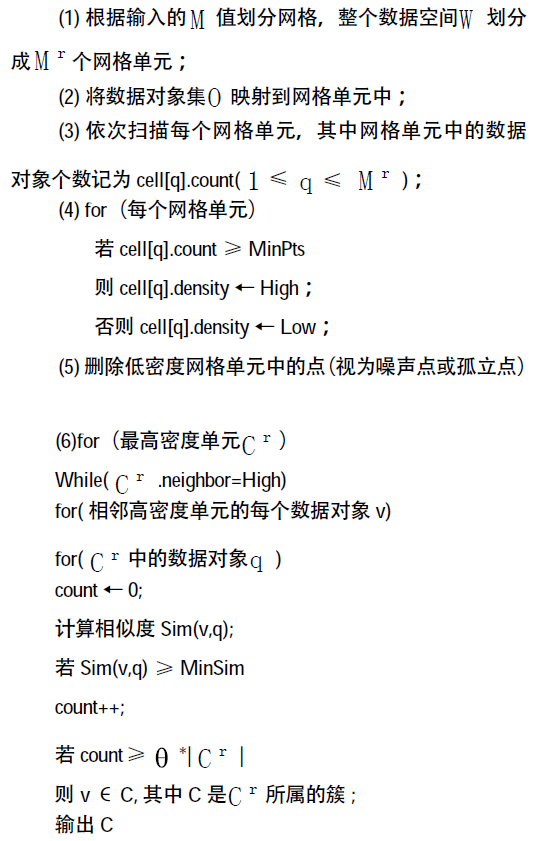 (1) 根据输入的M 值划分网格，整个数据空间W 划分
成M r 个网格单元；
(2) 将数据对象集O 映射到网格单元中；
(3) 依次扫描每个网格单元，其中网格单元中的数据
对象个数记为 cell[q].count( 1 ≤ q ≤ M r )；
(4) for（每个网格单元）
若 cell[q].count ≥ MinPts
则 cell[q].density ← High；
否则 cell[q].density ← Low；
(5) 删除低密度网格单元中的点(视为噪声点或孤立点)
(6)for（最高密度单元C r ）
While( C r .neighbor=High)
for( 相邻高密度单元的每个数据对象 v)
for( C r 中的数据对象q )
count ← 0;
计算相似度 Sim(v,q);
若 Sim(v,q) ≥ MinSim
count++;
若 count ≥ θ *| C r |
则 v ∈ C, 其中 C 是C r 所属的簇 ;
输出 C